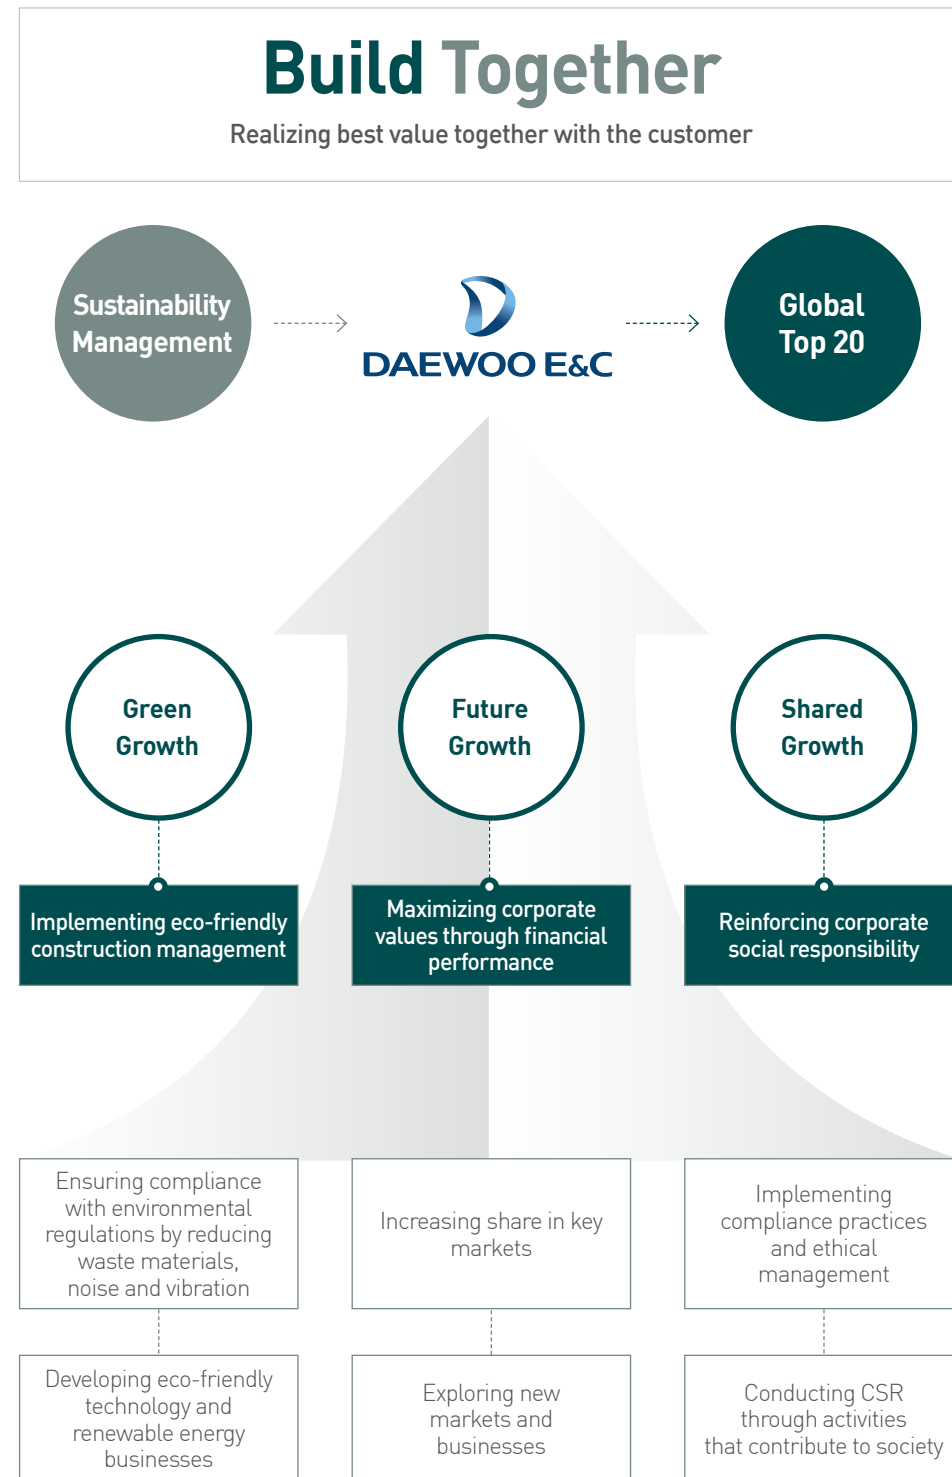 Build Together
Realizing best value together with the customer
Sustainability
Management
DAEWOO E&C
Global
Top 20
Green
Growth
Future
Growth
Shared
Growth
Implementing eco-friendly
construction management
Maximizing corporate
values through financial
performance
Reinforcing corporate
social responsibility
Ensuring compliance
with environmental
regulations by reducing
waste materials,
noise and vibration
Increasing share in key
markets
Implementing
compliance practices
and ethical
management
Developing eco-friendly
technology and
renewable energy
businesses
Exploring new
markets and
businesses
Conducting CSR
through activities
that contribute to society